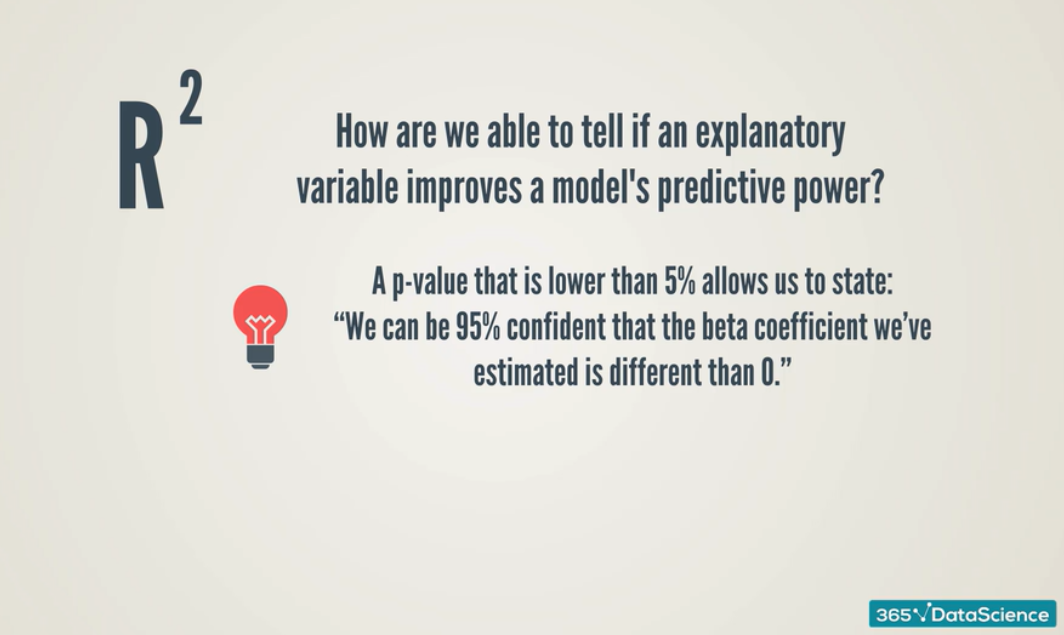 R²
How are we able to tell if an explanatory
variable improves a model's predictive power?
A p-value that is lower than 5% allows us to state:
“We can be 95% confident that the beta coefficient we’ve
estimated is different than 0.”
365 DataScience